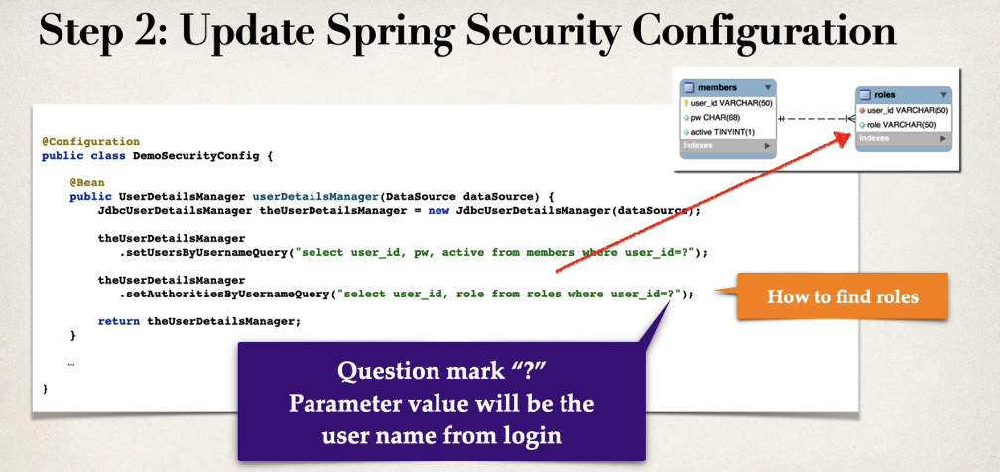 Step 2: Update Spring Security Configuration
members
user_id VARCHAR(50)
pw CHAR(68)
active TINYINT(1)
Indexes
roles
user_id VARCHAR(50)
role VARCHAR(50)
Indexes
@Configuration
public class DemoSecurityConfig {
@Bean
public UserDetailsManager userDetailsManager(DataSource dataSource) {
JdbcUserDetailsManager theUserDetailsManager = new JdbcUserDetailsManager(dataSource);
theUserDetailsManager
.setUsersByUsernameQuery("select user_id, pw, active from members where user_id=?");
theUserDetailsManager
.setAuthoritiesByUsernameQuery("select user_id, role from roles where user_id=?");
return theUserDetailsManager;
}
…
}
How to find roles
Question mark “?”
Parameter value will be the
user name from login